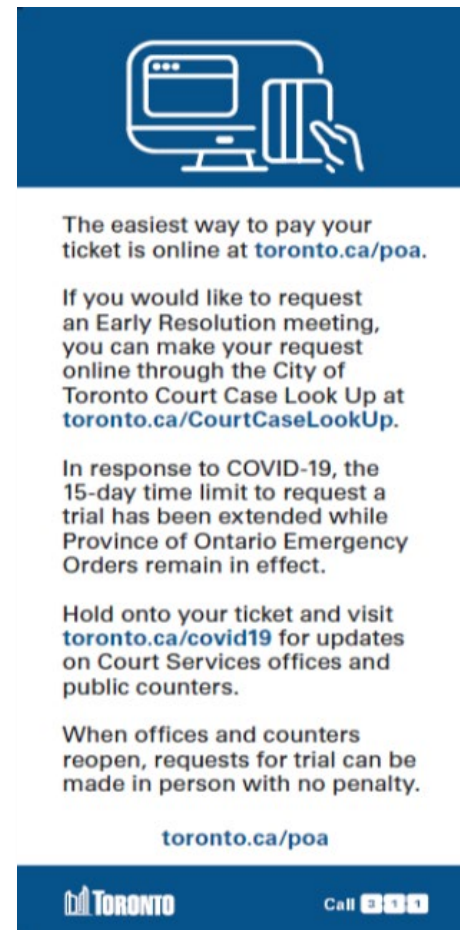 The easiest way to pay your
ticket is online at toronto.ca/poa.
If you would like to request
an Early Resolution meeting,
you can make your request
online through the City of
Toronto Court Case Look Up at
toronto.ca/CourtCaseLookUp.
In response to COVID-19, the
15-day time limit to request a
trial has been extended while
Province of Ontario Emergency
Orders remain in effect.
Hold onto your ticket and visit
toronto.ca/covid19 for updates
on Court Services offices and
public counters.
When offices and counters
reopen, requests for trial can be
made in person with no penalty.
toronto.ca/poa
TORONTO
Call 311